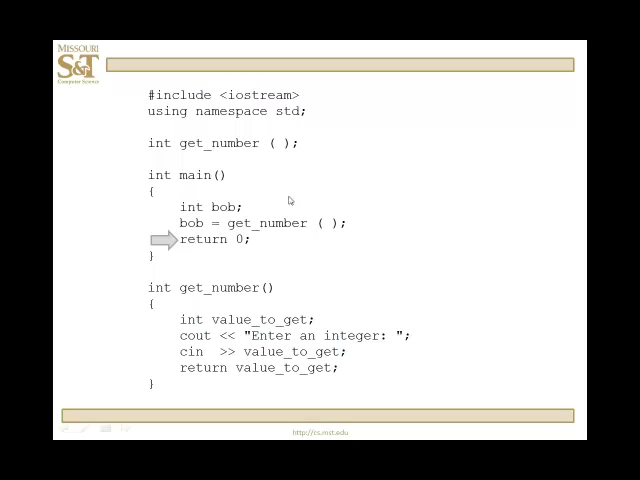 MISSOURI
S&T
Computer Science
#include <iostream>
using namespace std;
int get_number ( );
int main()
{
int bob;
bob = get_number ( );
return 0;
}
int get_number()
{
int value_to_get;
cout << "Enter an integer: ";
cin >> value_to_get;
return value_to_get;
}
http://cs.mst.edu